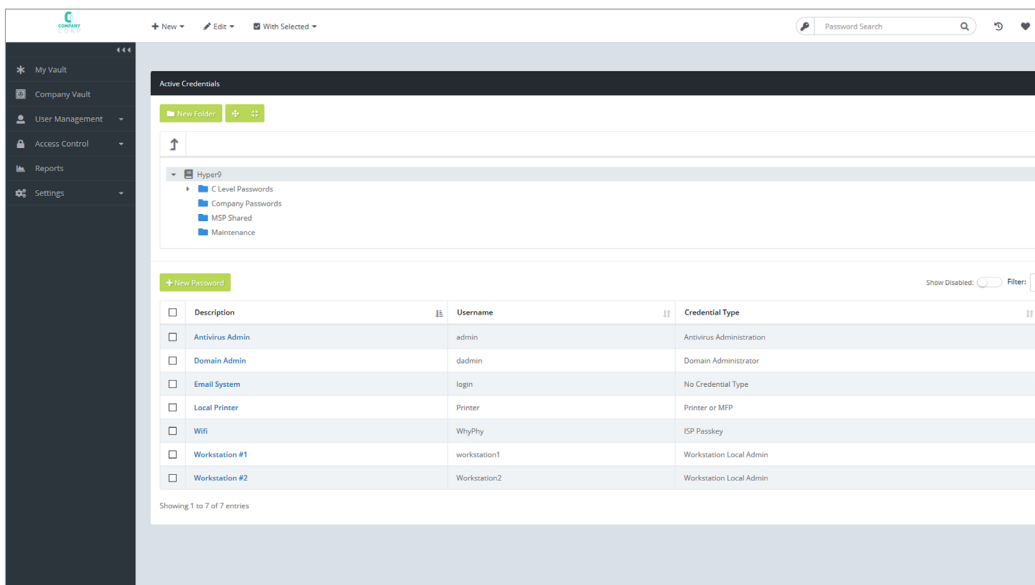 COMPANY
CORP
New
Edit
With Selected
Password Search
My Vault
Company Vault
User Management
Access Control
Reports
Settings
Active Credentials
New Folder
Hyper9
C Level Passwords
Company Passwords
MSP Shared
Maintenance
+ New Password
Show Disabled: Filter:
Description Username Credential Type
Antivirus Admin admin Antivirus Administration
Domain Admin dadmin Domain Administrator
Email System login No Credential Type
Local Printer Printer Printer or MFP
Wifi WhyPhy ISP Passkey
Workstation #1 workstation1 Workstation Local Admin
Workstation #2 Workstation2 Workstation Local Admin
Showing 1 to 7 of 7 entries